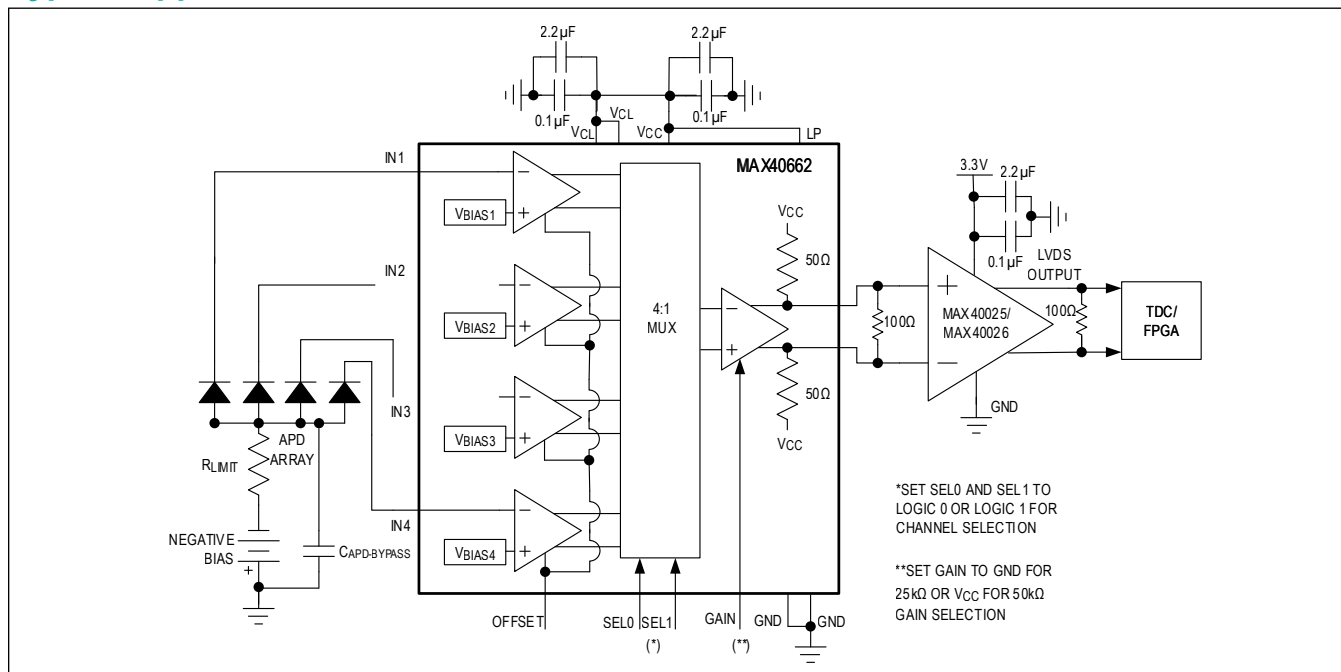 2.2µF
2.2µF
0.1µF
VCL
VCL
VCC
0.1µF
LP
IN1
MAX40662
3.3V
2.2µF
VBIAS1
VCC
50Ω
0.1µF
LVDS
OUTPUT
IN2
VBIAS2
4:1
MUX
100Ω
MAX40025/
MAX40026
100Ω
TDC/
FPGA
50Ω
GND
IN3
VBIAS3
VCC
APD
ARRAY
RLIMIT
*SET SEL0 AND SEL1 TO
LOGIC 0 OR LOGIC 1 FOR
CHANNEL SELECTION
IN4
NEGATIVE
BIAS
+
CAPD-BYPASS
VBIAS4
**SET GAIN TO GND FOR
25kΩ OR VCC FOR 50kΩ
GAIN SELECTION
OFFSET
SEL0 SEL1
(*)
GAIN
(**)
GND
GND